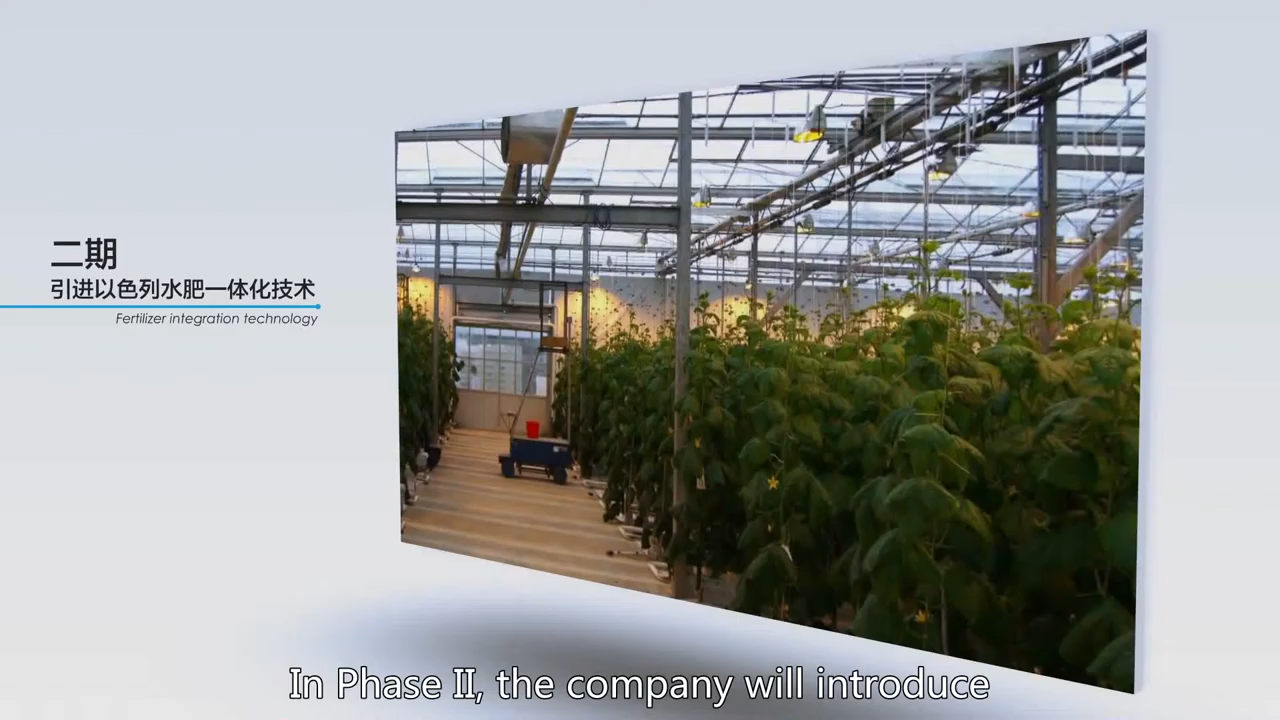 二期
引进以色列水肥一体化技术
Fertilizer integration technology
In Phase II, the company will introduce